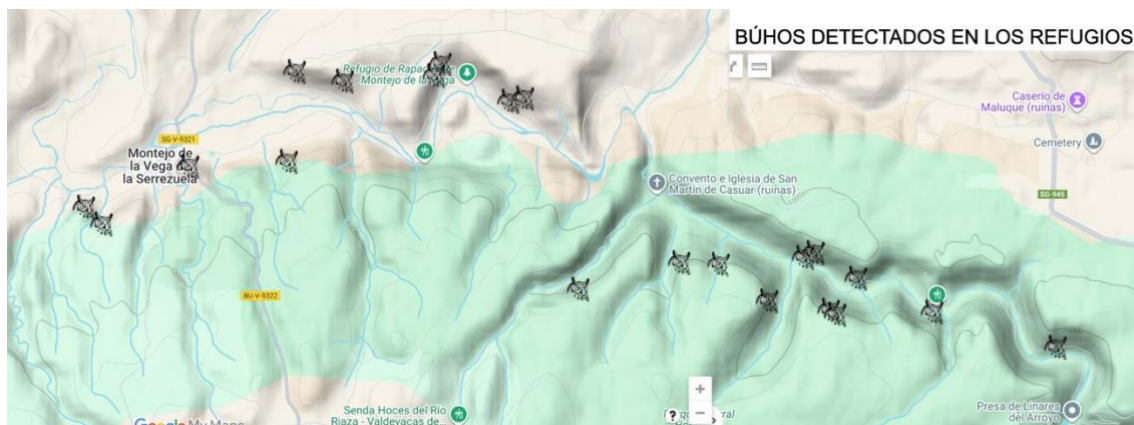 BÚHOS DETECTADOS EN LOS REFUGIOS
Refugio de Rapaces de
Montejo de la Vega
Caserío de
Maluque (ruinas)
SG-V-9321
Cemetery
Montejo de
la Vega de
la Serrezuela
Convento e Iglesia de San
Martín de Casuar (ruinas)
SG-945
BU-V-9322
+
Senda Hoces del Río
Riaza - Valdevacas de...
?
−
Presa de Linares
del Arroyo
Google My Maps